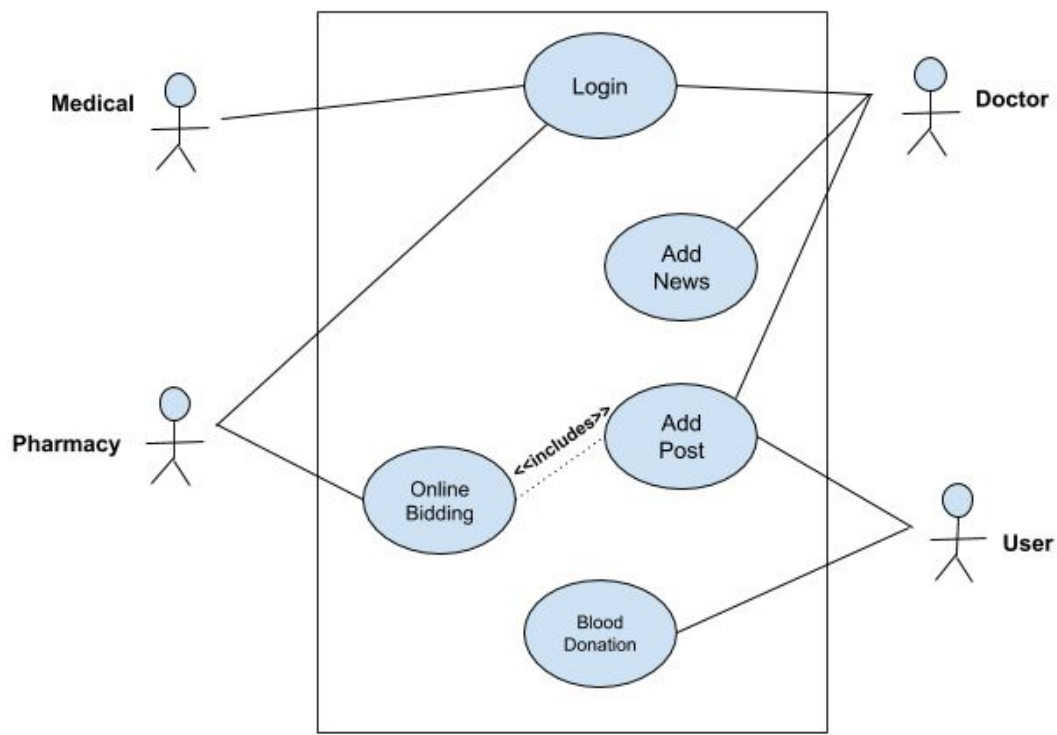 Medical
Login
Doctor
Add
News
Pharmacy
<<includes>>
Add
Post
Online
Bidding
User
Blood
Donation